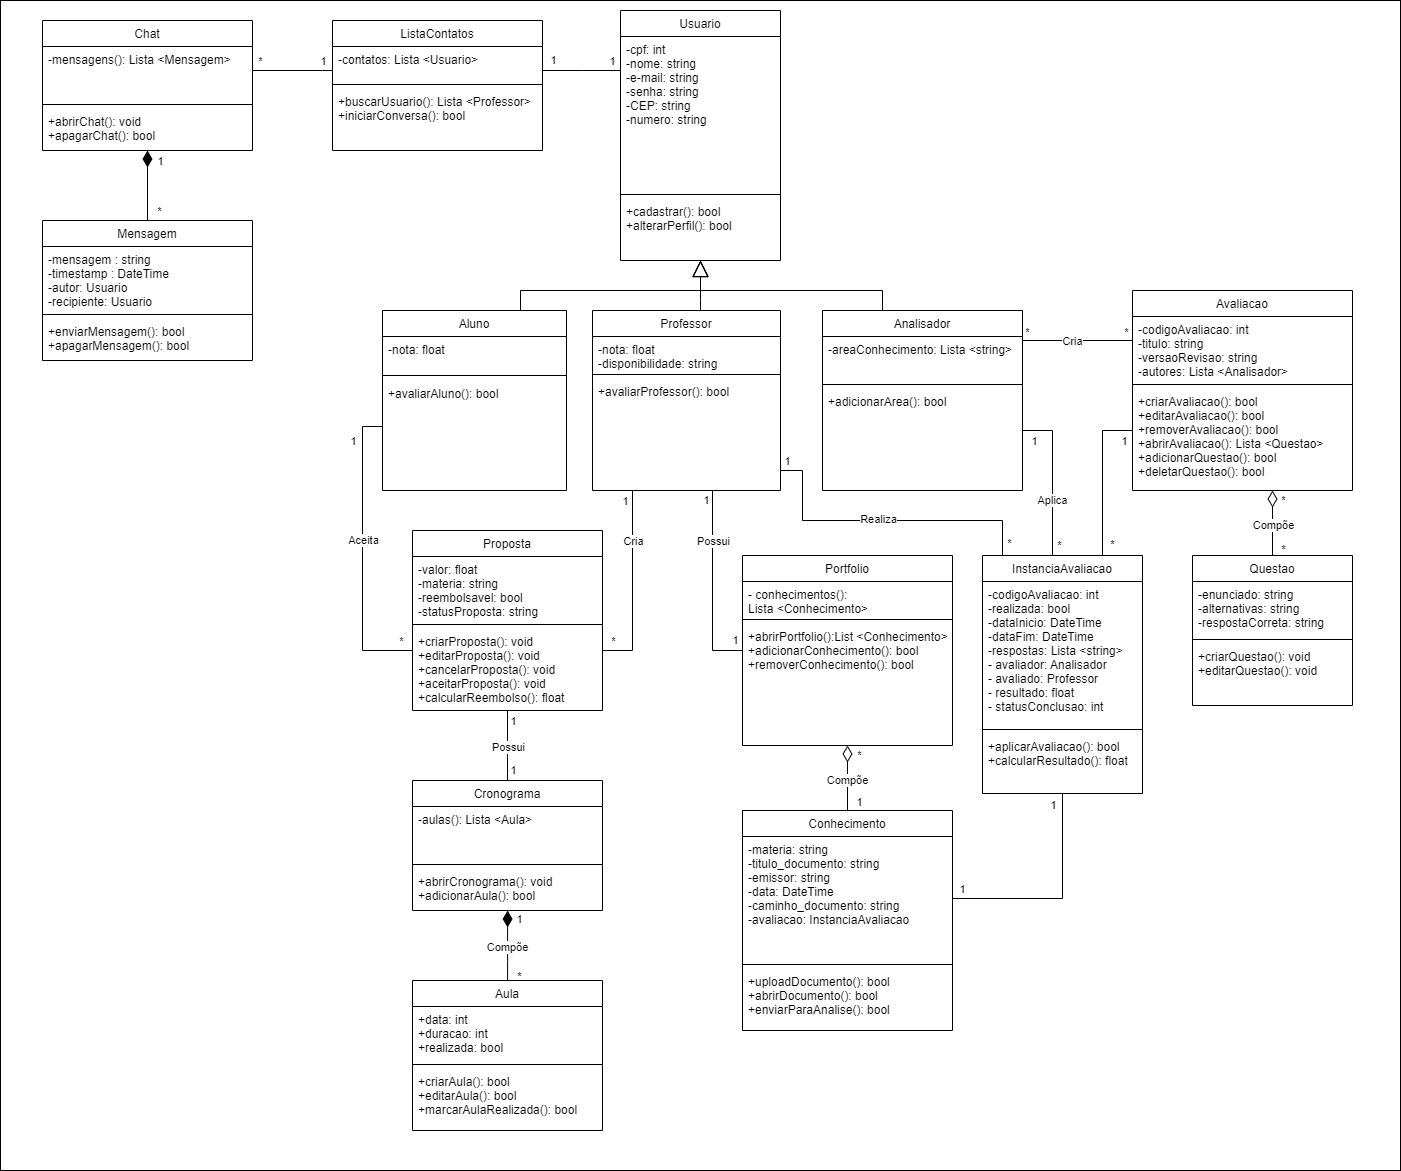 Chat
-mensagens(): Lista <Mensagem>
+abrirChat(): void
+apagarChat(): bool
*
1
ListaContatos
-contatos: Lista <Usuario>
+buscarUsuario(): Lista <Professor>
+iniciarConversa(): bool
1
1
Usuario
-cpf: int
-nome: string
-e-mail: string
-senha: string
-CEP: string
-numero: string
+cadastrar(): bool
+alterarPerfil(): bool
1
*
Mensagem
-mensagem : string
-timestamp : DateTime
-autor: Usuario
-recipiente: Usuario
+enviarMensagem(): bool
+apagarMensagem(): bool
Aluno
-nota: float
+avaliarAluno(): bool
Professor
-nota: float
-disponibilidade: string
+avaliarProfessor(): bool
Analisador
-areaConhecimento: Lista <string>
+adicionarArea(): bool
*
Cria
*
Avaliacao
-codigoAvaliacao: int
-titulo: string
-versaoRevisao: string
-autores: Lista <Analisador>
+criarAvaliacao(): bool
+editarAvaliacao(): bool
+removerAvaliacao(): bool
+abrirAvaliacao(): Lista <Questao>
+adicionarQuestao(): bool
+deletarQuestao(): bool
1
Aceita
*
1
Cria
*
1
Possui
1
1
Realiza
*
1
Aplica
*
1
*
*
Compõe
*
Proposta
-valor: float
-materia: string
-reembolsavel: bool
-statusProposta: string
+criarProposta(): void
+editarProposta(): void
+cancelarProposta(): void
+aceitarProposta(): void
+calcularReembolso(): float
Portfolio
- conhecimentos():
Lista <Conhecimento>
+abrirPortfolio():List <Conhecimento>
+adicionarConhecimento(): bool
+removerConhecimento(): bool
InstanciaAvaliacao
-codigoAvaliacao: int
-realizada: bool
-dataInicio: DateTime
-dataFim: DateTime
-respostas: Lista <string>
- avaliador: Analisador
- avaliado: Professor
- resultado: float
- statusConclusao: int
+aplicarAvaliacao(): bool
+calcularResultado(): float
Questao
-enunciado: string
-alternativas: string
-respostaCorreta: string
+criarQuestao(): void
+editarQuestao(): void
1
Possui
1
*
Compõe
1
1
1
Cronograma
-aulas(): Lista <Aula>
+abrirCronograma(): void
+adicionarAula(): bool
Conhecimento
-materia: string
-titulo_documento: string
-emissor: string
-data: DateTime
-caminho_documento: string
-avaliacao: InstanciaAvaliacao
+uploadDocumento(): bool
+abrirDocumento(): bool
+enviarParaAnalise(): bool
1
Compõe
*
Aula
+data: int
+duracao: int
+realizada: bool
+criarAula(): bool
+editarAula(): bool
+marcarAulaRealizada(): bool